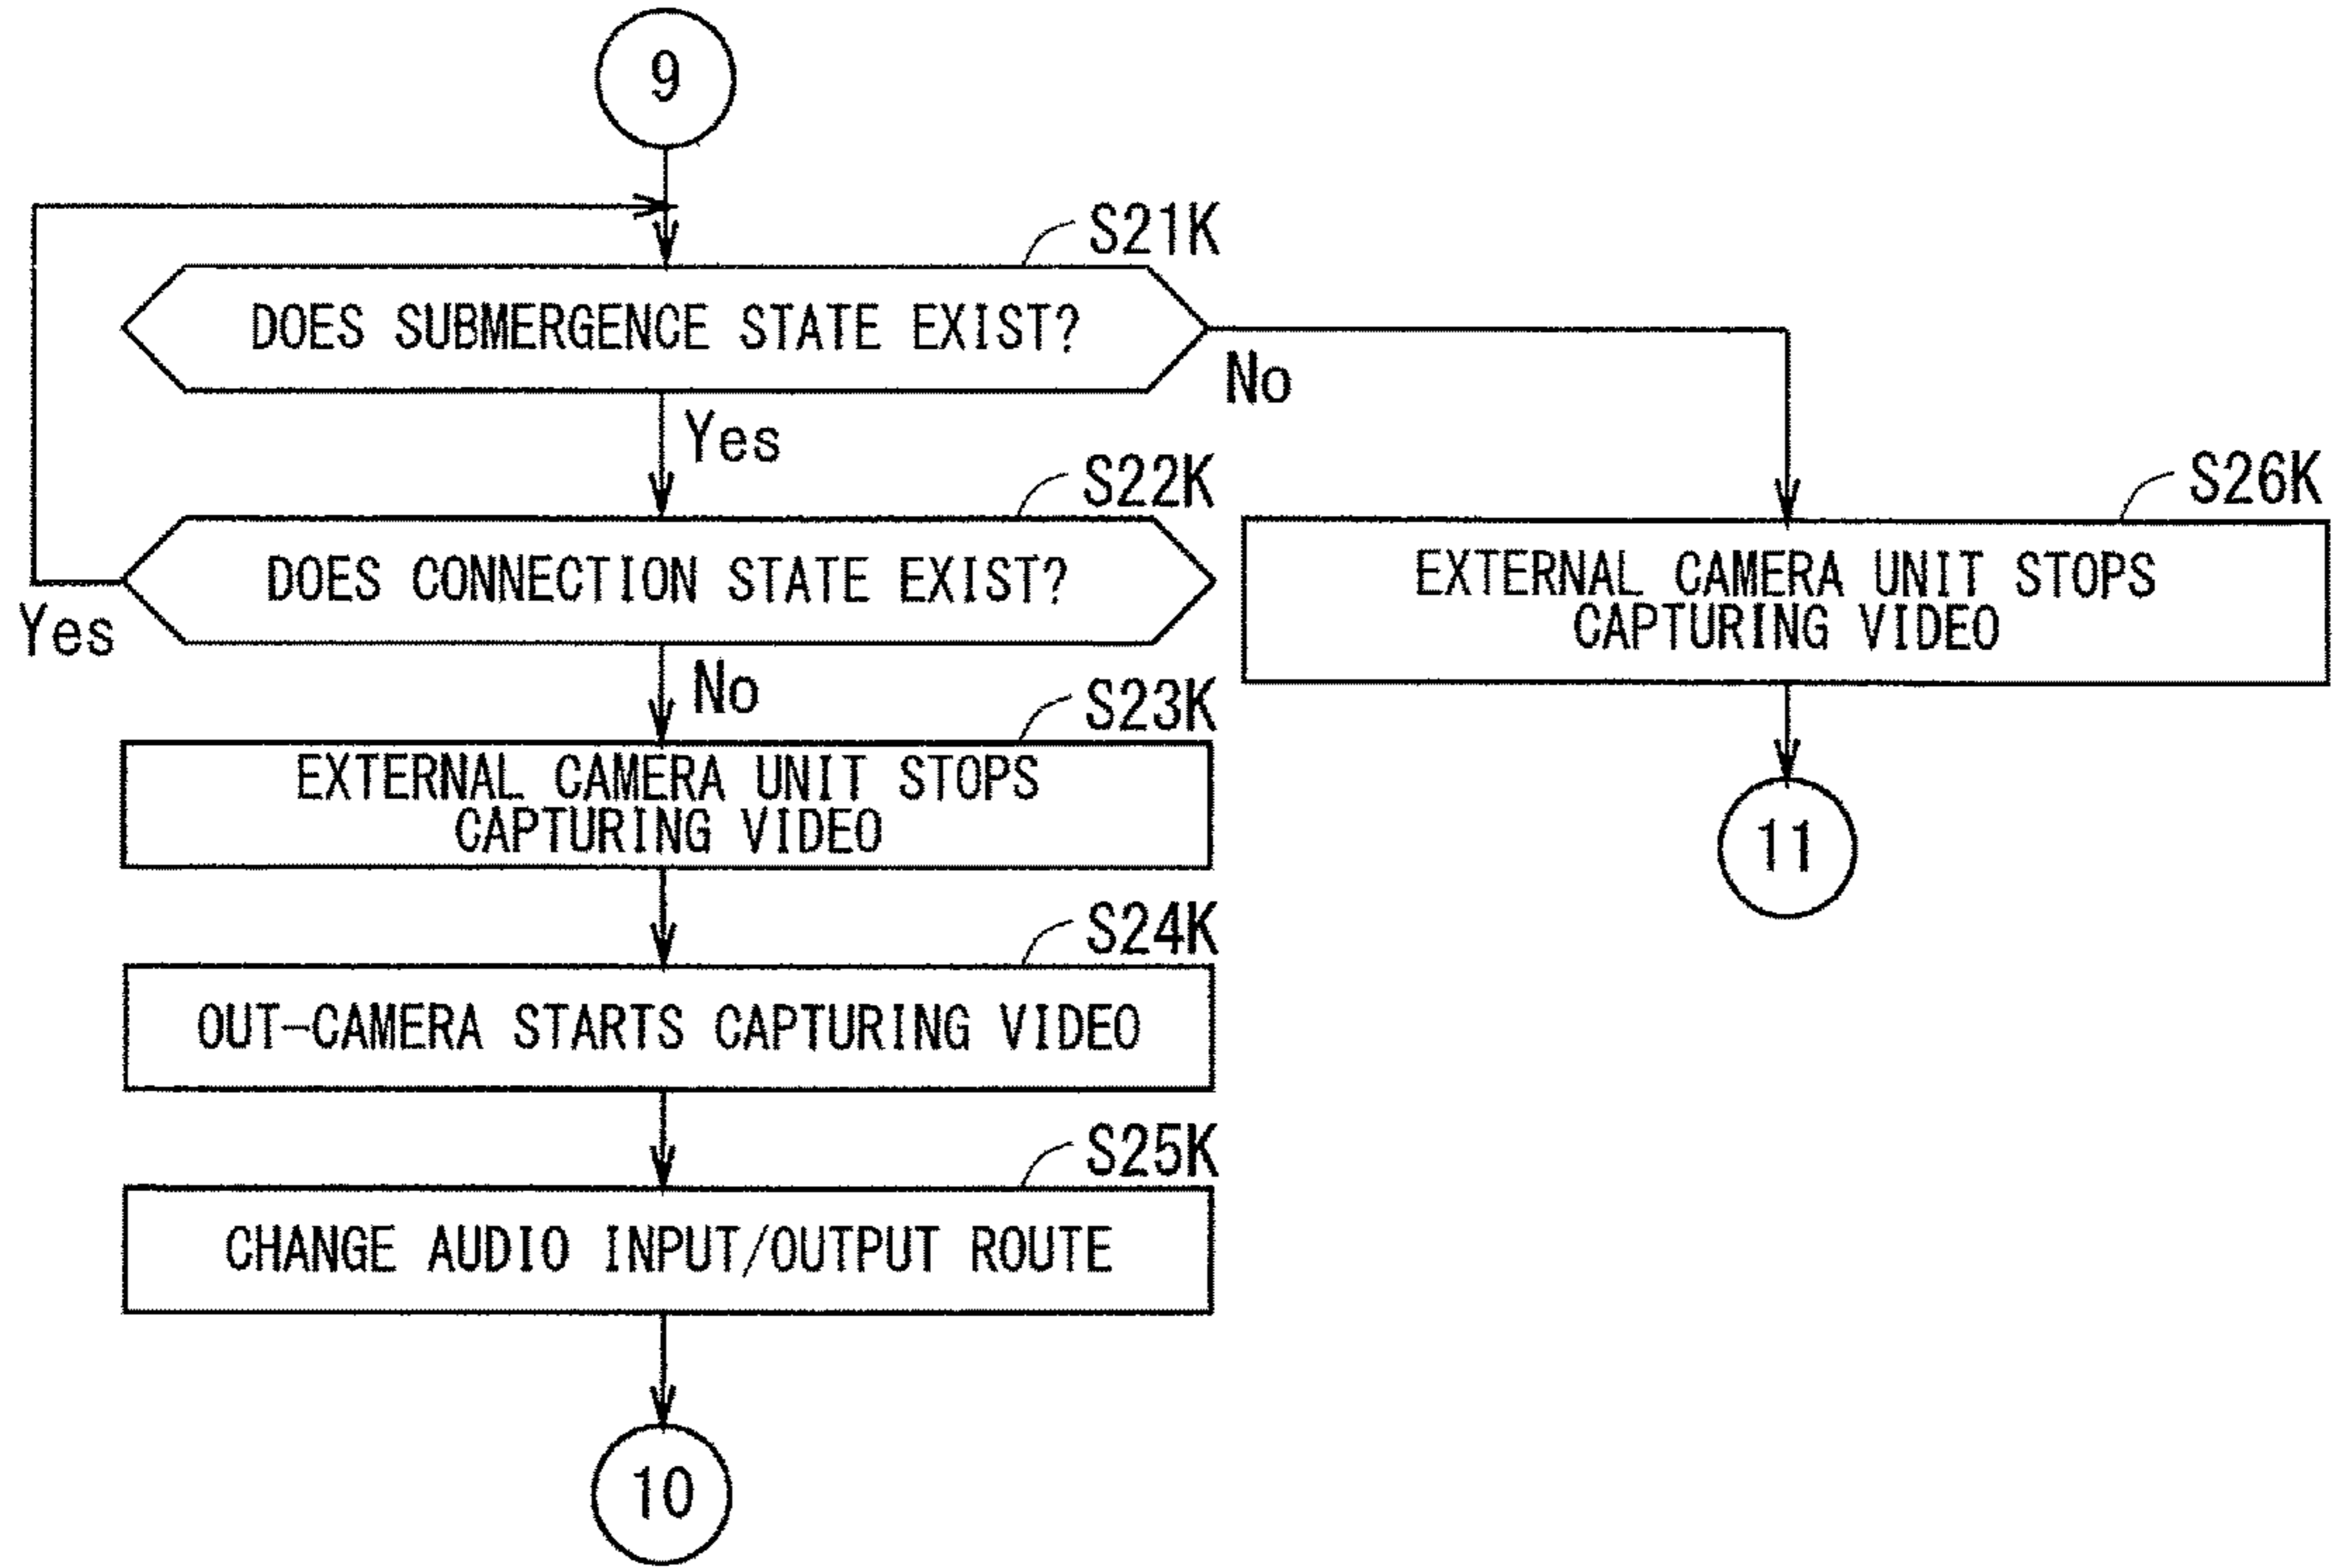 9
S21K
DOES SUBMERGENCE STATE EXIST?
No
Yes
S22K
DOES CONNECTION STATE EXIST?
Yes
No
S26K
EXTERNAL CAMERA UNIT STOPS
CAPTURING VIDEO
11
S23K
EXTERNAL CAMERA UNIT STOPS
CAPTURING VIDEO
S24K
OUT-CAMERA STARTS CAPTURING VIDEO
S25K
CHANGE AUDIO INPUT/OUTPUT ROUTE
10